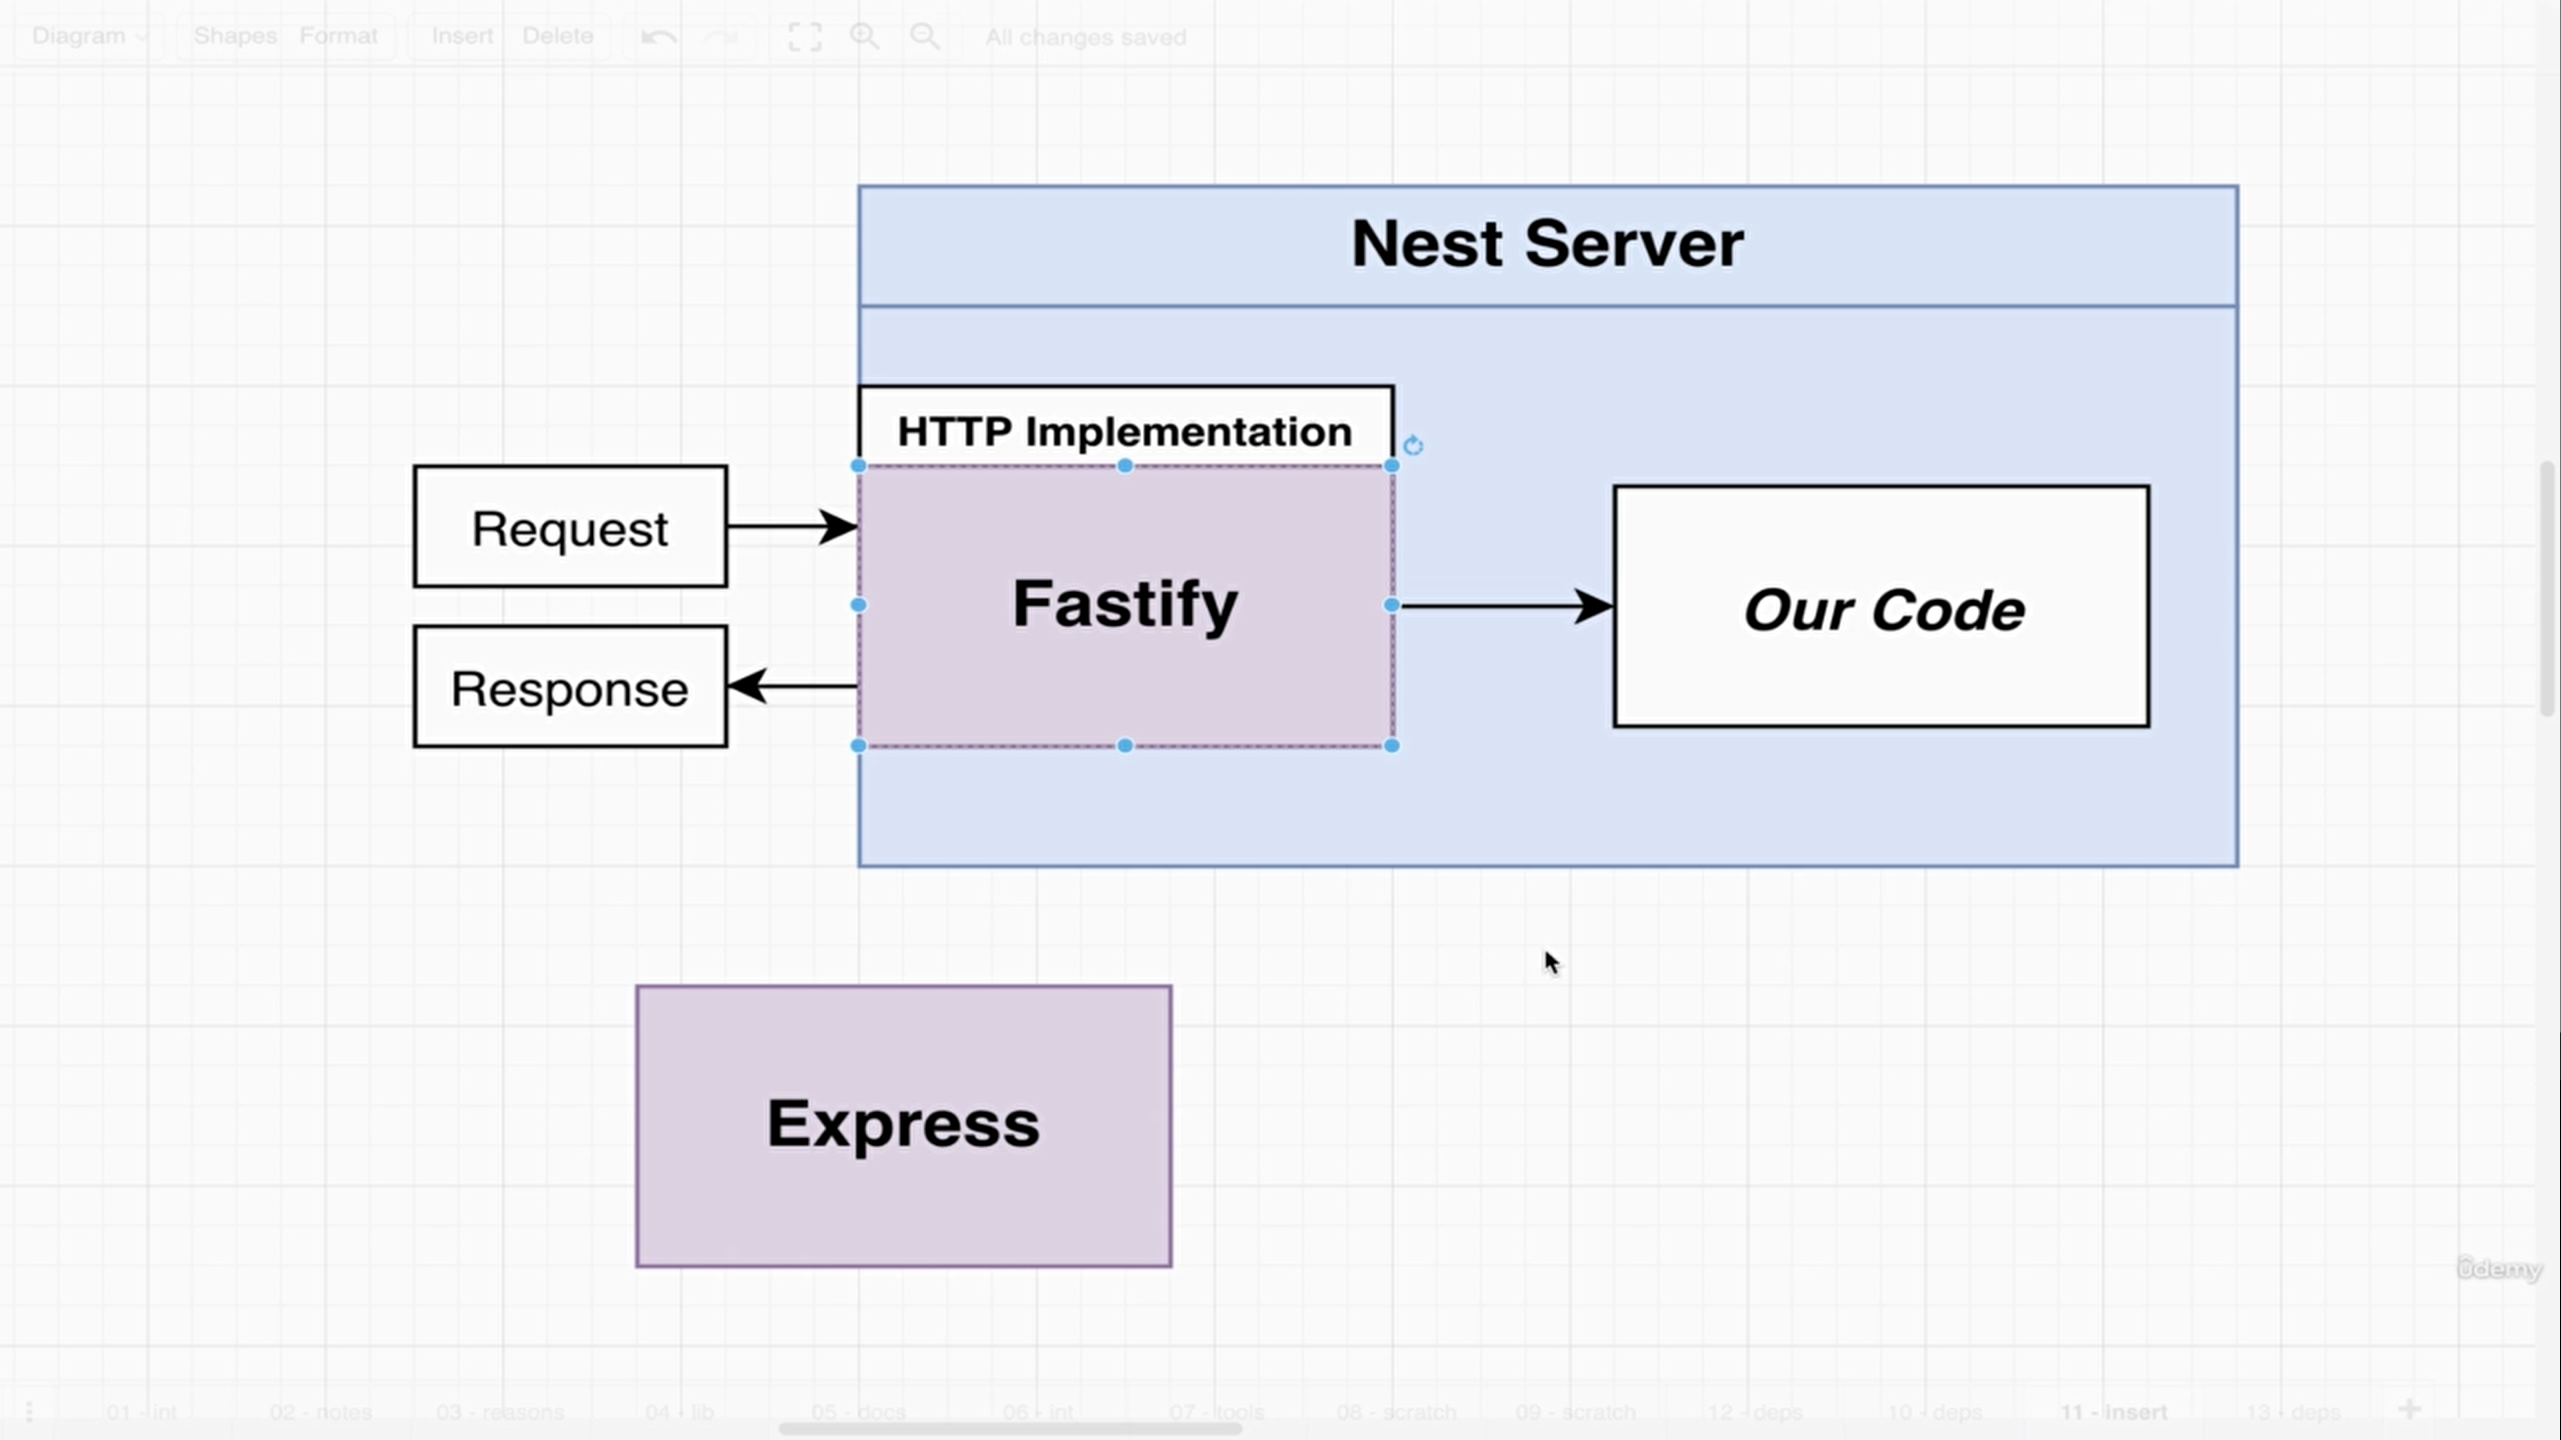 Diagram Shapes Format Insert Delete All changes saved
Nest Server
HTTP Implementation
Request
Fastify
Our Code
Response
Express
ûdemy
01 - int 02 - notes 03 - reasons 04 - lib 05 - docs 06 - int 07 - tools 08 - scratch 09 - scratch 12 - deps 10 - deps 11 - insert 13 - deps